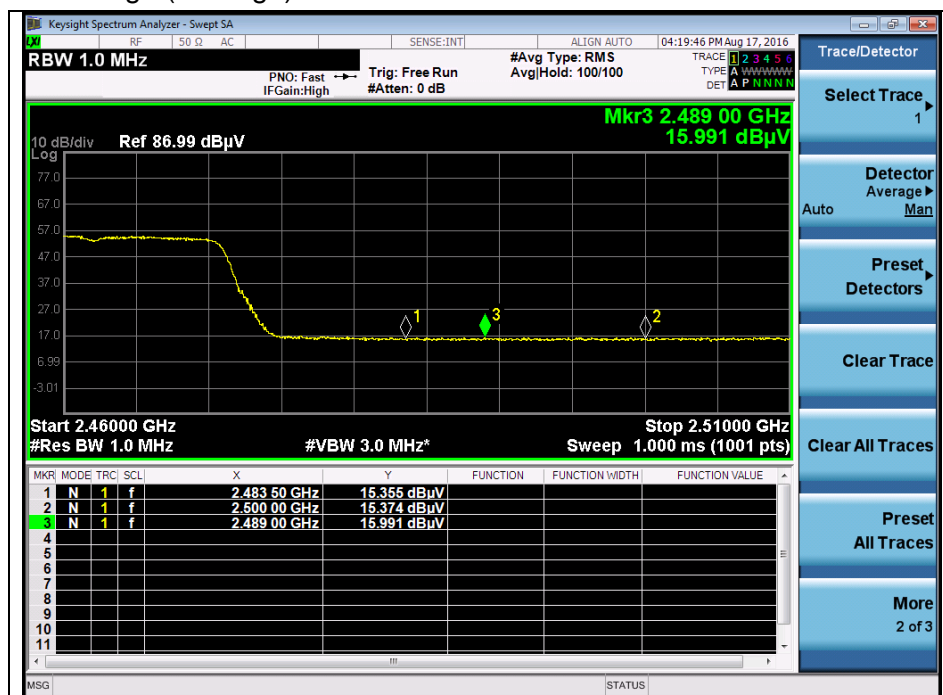 Keysight Spectrum Analyzer - Swept SA
LXI RF 50 Ω AC SENSE:INT ALIGN AUTO 04:19:46 PM Aug 17, 2016
RBW 1.0 MHz #Avg Type: RMS TRACE 1 2 3 4 5 6
PNO: Fast Trig: Free Run Avg|Hold: 100/100 TYPE A WWWWW
IFGain:High #Atten: 0 dB DET A P N N N N
Mkr3 2.489 00 GHz
15.991 dBµV
10 dB/div Ref 86.99 dBµV
Log
77.0
67.0
57.0
47.0
37.0
27.0
17.0
6.99
-3.01
1
3
2
Start 2.46000 GHz Stop 2.51000 GHz
#Res BW 1.0 MHz #VBW 3.0 MHz* Sweep 1.000 ms (1001 pts)
MKR MODE TRC SCL X Y FUNCTION FUNCTION WIDTH FUNCTION VALUE
1 N 1 f 2.483 50 GHz 15.355 dBµV
2 N 1 f 2.500 00 GHz 15.374 dBµV
3 N 1 f 2.489 00 GHz 15.991 dBµV
4
5
6
7
8
9
10
11
MSG STATUS
Trace/Detector
Select Trace
1
Detector
Average
Auto Man
Preset
Detectors
Clear Trace
Clear All Traces
Preset
All Traces
More
2 of 3